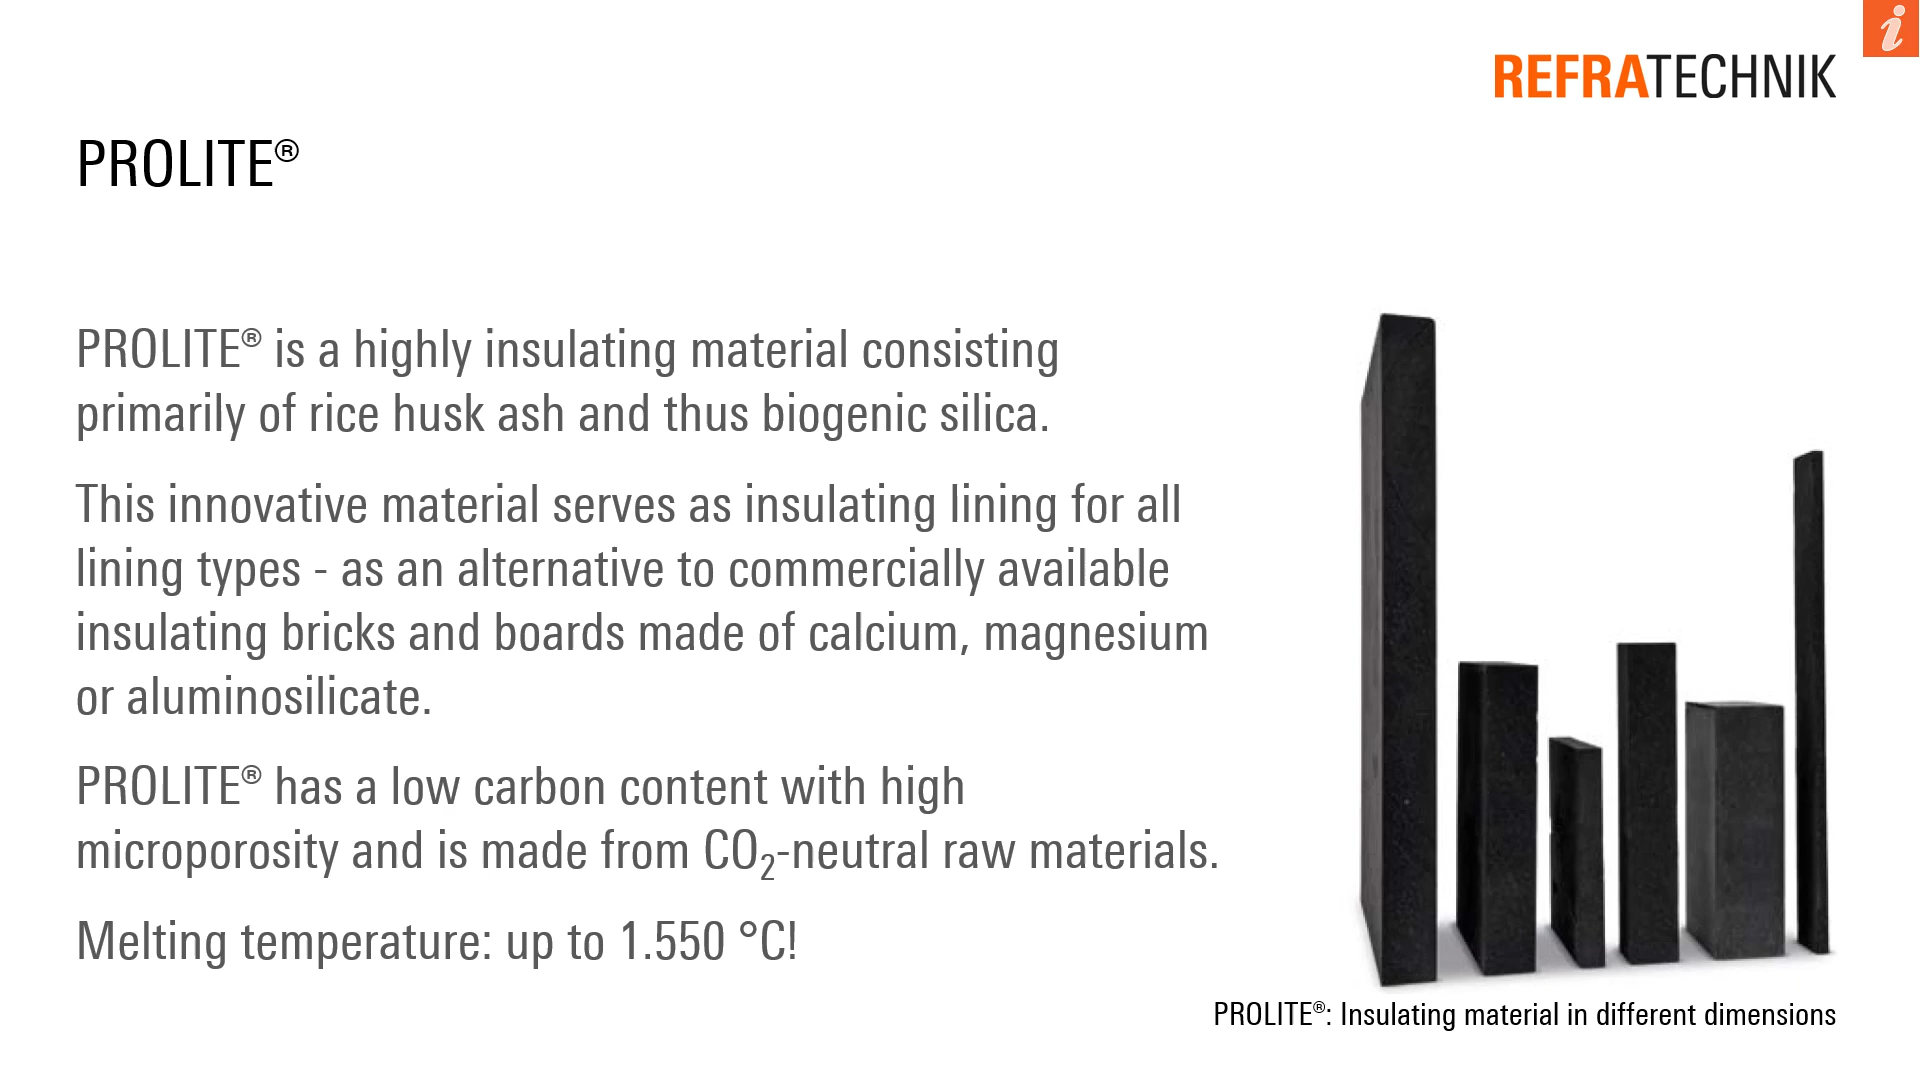 i
REFRATECHNIK
PROLITE®
PROLITE® is a highly insulating material consisting
primarily of rice husk ash and thus biogenic silica.
This innovative material serves as insulating lining for all
lining types - as an alternative to commercially available
insulating bricks and boards made of calcium, magnesium
or aluminosilicate.
PROLITE® has a low carbon content with high
microporosity and is made from CO₂-neutral raw materials.
Melting temperature: up to 1.550 °C!
PROLITE®: Insulating material in different dimensions